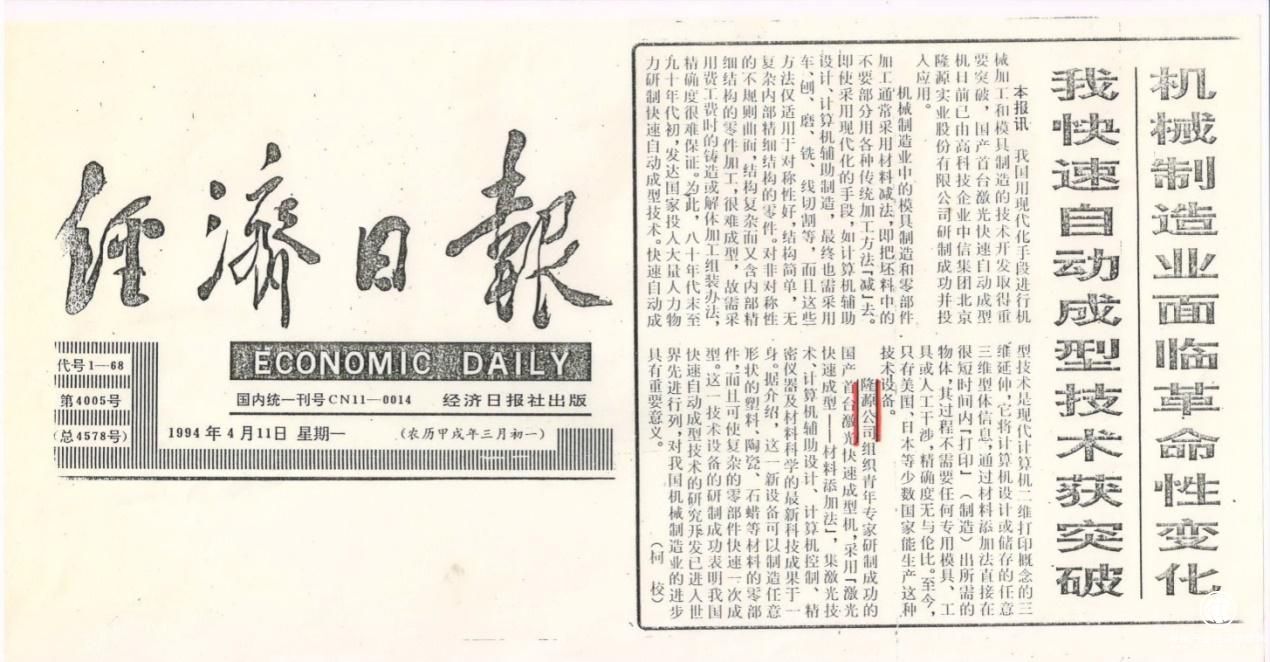 經濟日報
ECONOMIC DAILY
代号1—68
第4005号
(总4578号)
国内统一刊号CN11—0014 经济日报社出版
1994年4月11日 星期一 (农历甲戌年三月初一)
机械制造业面临革命性变化
我快速自动成型技术获突破
本报讯 我国用现代化手段进行机
械加工和模具制造的技术开发取得重
要突破，国产首台激光快速自动成型
机日前已由高科技企业中信集团北京
隆源实业股份有限公司研制成功并投
入应用。
机械制造业中的模具制造和零部件
加工通常采用材料减法，即把坯料中的
不要部分用各种传统加工方法『减』去。
即使采用现代化的手段，如计算机辅助
设计、计算机辅助制造，最终也需采用
车、刨、磨、铣、线切割等，而且这些
方法仅适用于对称性好，结构简单，无
复杂内部精细结构的零件。对非对称性
的不规则曲面，结构复杂面又含内部精
细结构的零件加工，很难成型，故需采
用费工费时的铸造或解体加工组装办法，
精确度很难保证。为此，八十年代末至
九十年代初，发达国家投入大量人力物
力研制快速自动成型技术。快速自动成
型技术是现代计算机二维打印概念的三
维延伸，它将计算机设计或储存的任意
三维型体信息，通过材料添加法直接在
很短时间内『打印』（制造）出所需的
物体，其过程不需要任何专用模具、工
具或人工干涉，精确度无与伦比。至今，
只有美国、日本等少数国家能生产这种
技术设备。
隆源公司组织青年专家研制成功的
国产首台激光快速成型机，采用『激光
快速成型——材料添加法』，集激光技
术、计算机辅助设计、计算机控制、精
密仪器及材料科学的最新科技成果于一
身。据介绍，这一新设备可以制造任意
形状的塑料、陶瓷、石蜡等材料的零部
件，而且可使复杂的零部件快速一次成
型。这一技术设备的研制成功表明我国
快速自动成型技术的研究开发已进入世
界先进行列，对我国机械制造业的进步
具有重要意义。 （柯 校）